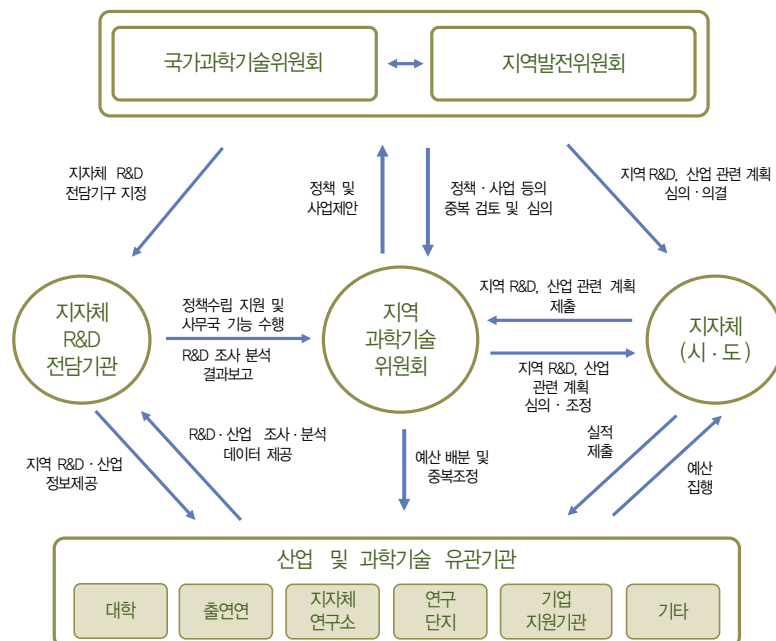 국가과학기술위원회
지역발전위원회
지자체 R&D
전담기구 지정
정책 및
사업제안
정책·사업 등의
중복 검토 및 심의
지역 R&D, 산업 관련 계획
심의·의결
지자체
R&D
전담기관
정책수립 지원 및
사무국 기능 수행
R&D 조사 분석
결과보고
지역
과학기술
위원회
지역 R&D, 산업 관련 계획
제출
지역 R&D, 산업
관련 계획
심의·조정
지자체
(시·도)
지역 R&D·산업
정보제공
R&D·산업 조사·분석
데이터 제공
예산 배분 및
중복조정
실적
제출
예산
집행
산업 및 과학기술 유관기관
대학
출연연
지자체
연구소
연구
단지
기업
지원기관
기타